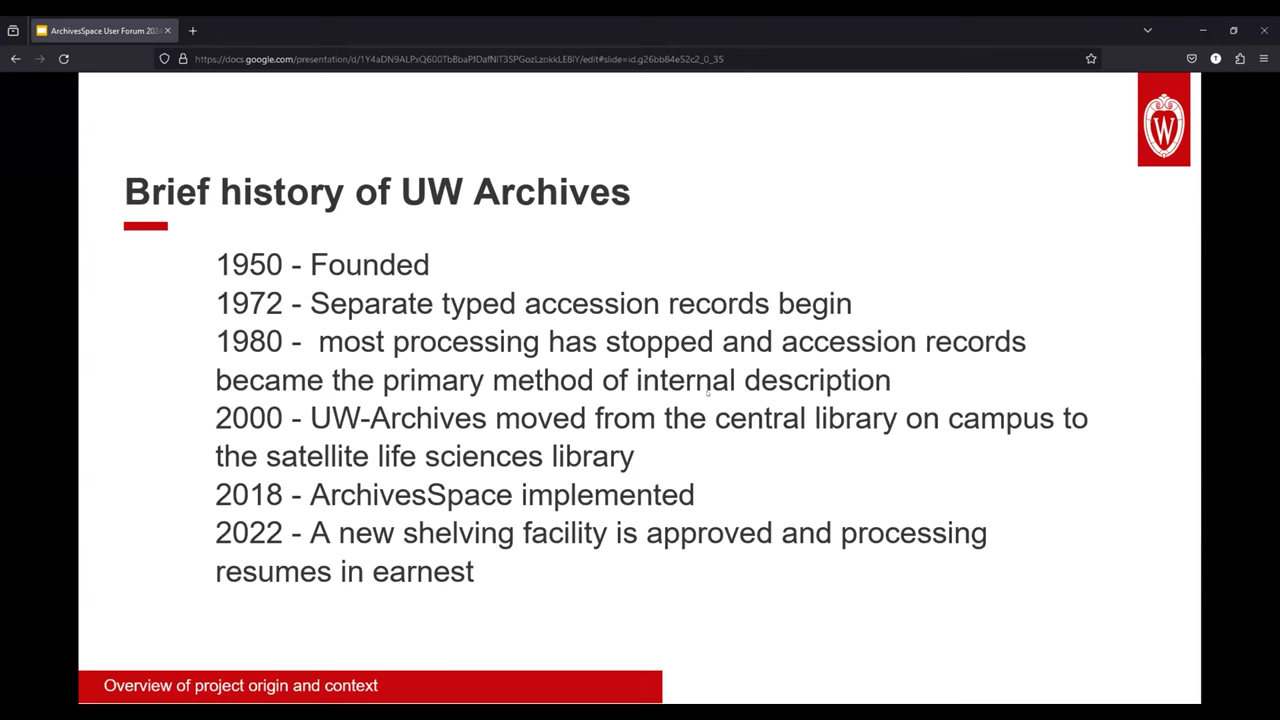 ArchivesSpace User Forum 2024
https://docs.google.com/presentation/d/1Y4aDN9ALPxQ600TbBbaPJDafNIT3SPGozLzokkLE8IY/edit#slide=id.g26bb84e52c2_0_35
T
W
Brief history of UW Archives
1950 - Founded
1972 - Separate typed accession records begin
1980 -  most processing has stopped and accession records
became the primary method of internal description
2000 - UW-Archives moved from the central library on campus to
the satellite life sciences library
2018 - ArchivesSpace implemented
2022 - A new shelving facility is approved and processing
resumes in earnest
Overview of project origin and context